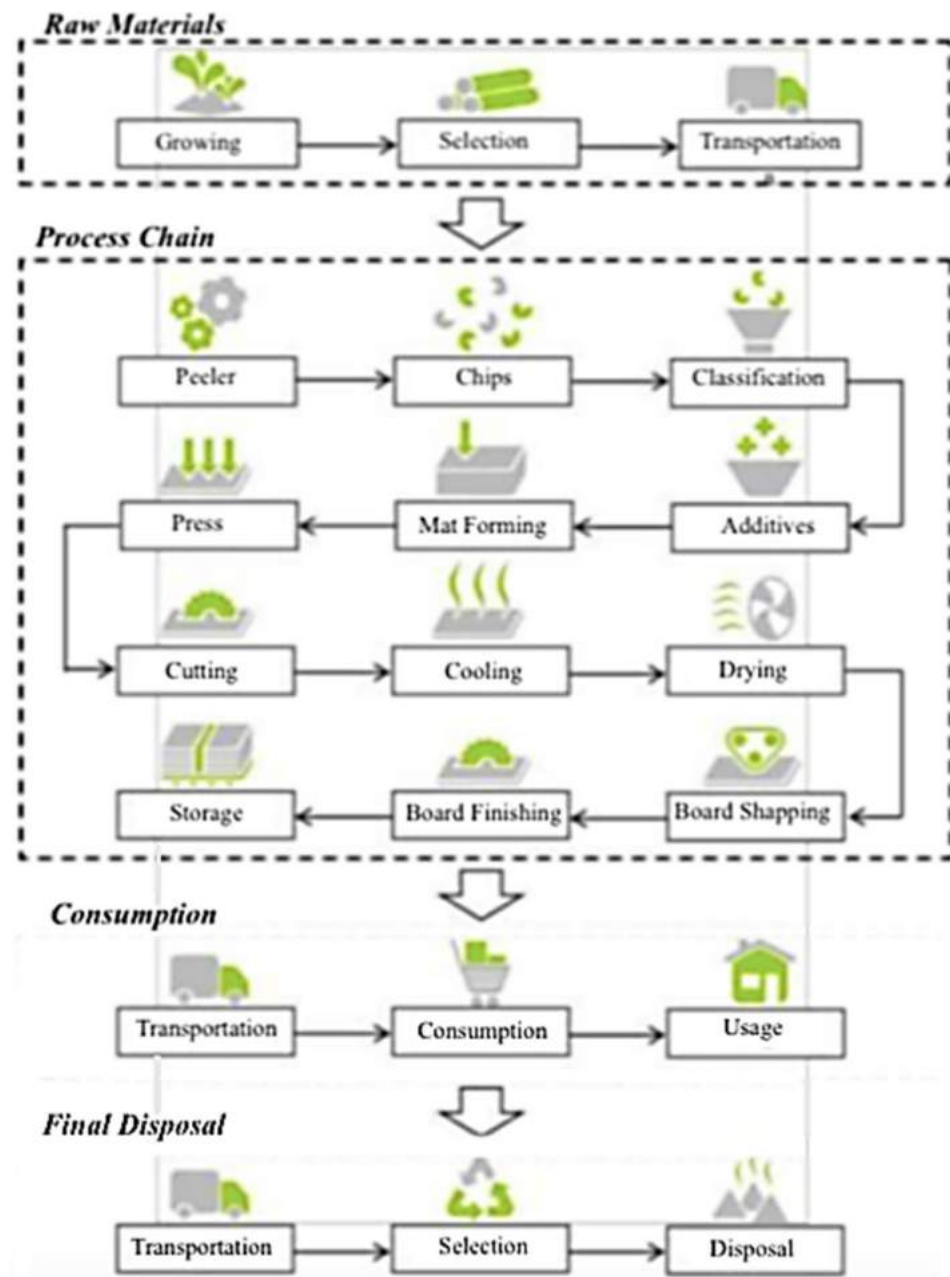 Raw Materials
Growing
Selection
Transportation
Process Chain
Peeler
Chips
Classification
Press
Mat Forming
Additives
Cutting
Cooling
Drying
Storage
Board Finishing
Board Shapping
Consumption
Transportation
Consumption
Usage
Final Disposal
Transportation
Selection
Disposal